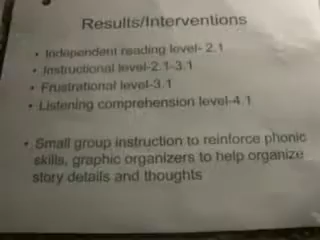 Results/Interventions
• Independent reading level- 2.1
• Instructional level-2.1-3.1
• Frustrational level-3.1
• Listening comprehension level-4.1
• Small group instruction to reinforce phonic
skills, graphic organizers to help organize
story details and thoughts